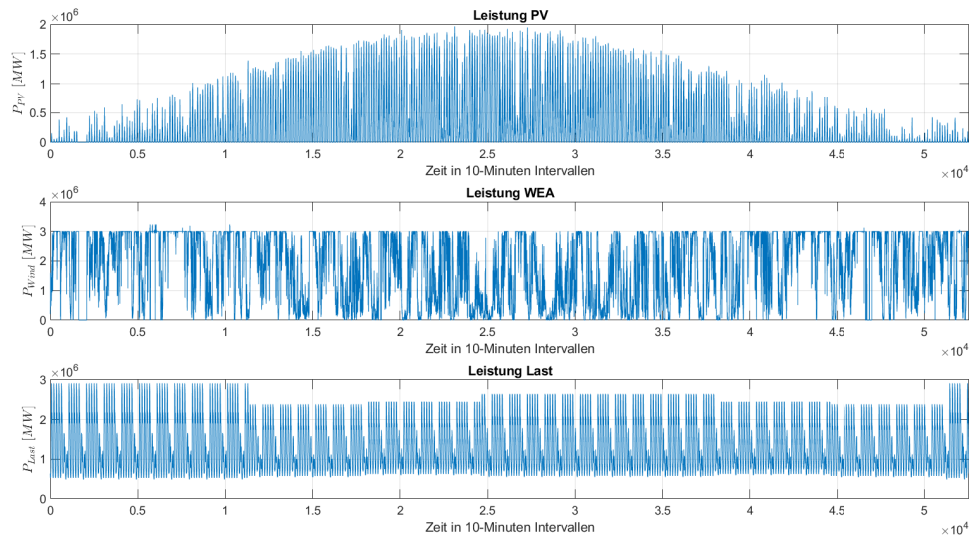 Leistung PV
×10^6
P_PV [MW]
2
1.5
1
0.5
0
0 0.5 1 1.5 2 2.5 3 3.5 4 4.5 5
Zeit in 10-Minuten Intervallen
×10^4
Leistung WEA
×10^6
P_Wind [MW]
4
3
2
1
0
0 0.5 1 1.5 2 2.5 3 3.5 4 4.5 5
Zeit in 10-Minuten Intervallen
×10^4
Leistung Last
×10^6
P_Last [MW]
3
2
1
0
0 0.5 1 1.5 2 2.5 3 3.5 4 4.5 5
Zeit in 10-Minuten Intervallen
×10^4